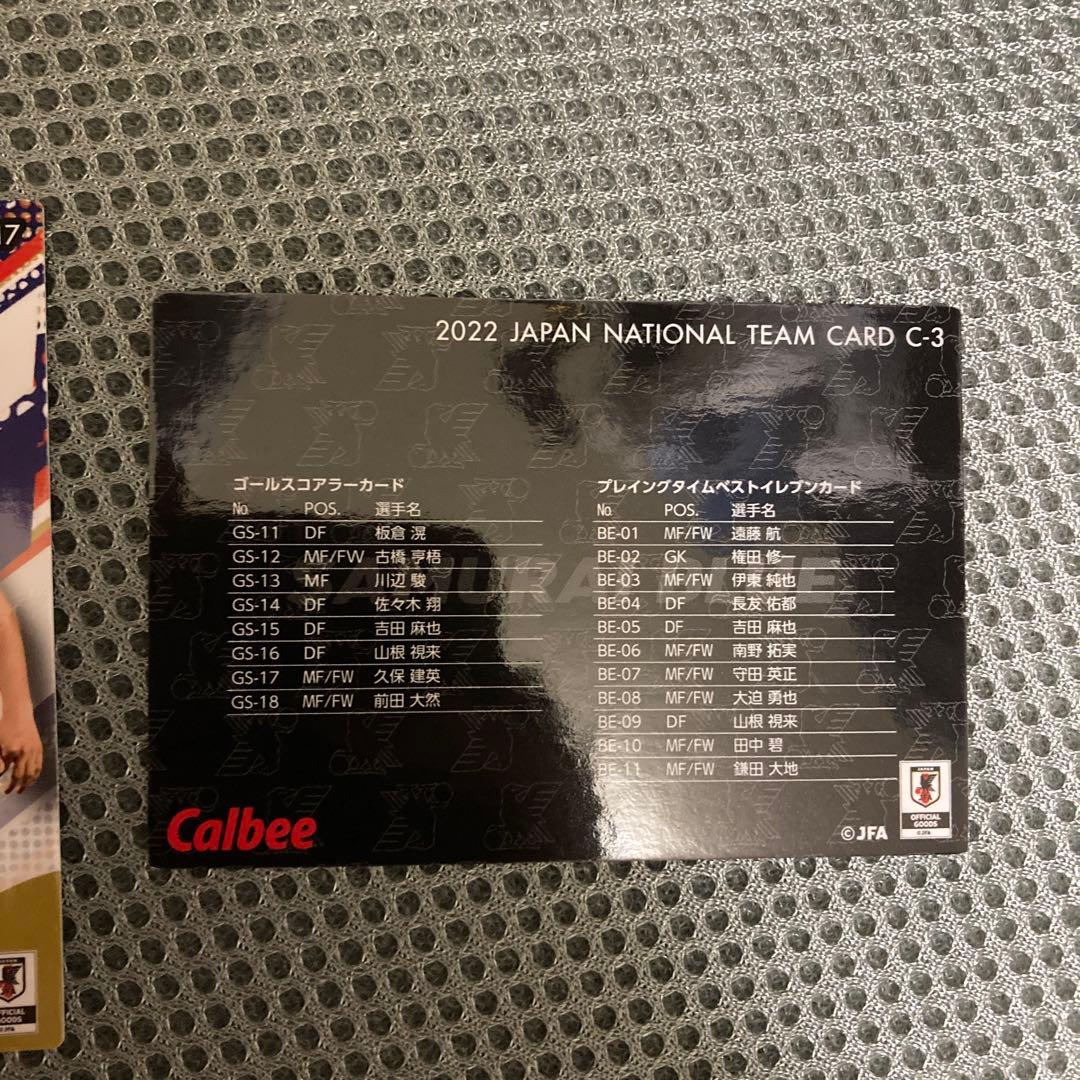 17
2022 JAPAN NATIONAL TEAM CARD C-3
ゴールスコアラーカード
No. POS. 選手名
GS-11 DF 板倉 滉
GS-12 MF/FW 古橋 亨梧
GS-13 MF 川辺 駿
GS-14 DF 佐々木 翔
GS-15 DF 吉田 麻也
GS-16 DF 山根 視来
GS-17 MF/FW 久保 建英
GS-18 MF/FW 前田 大然
プレイングタイムベストイレブンカード
No. POS. 選手名
BE-01 MF/FW 遠藤 航
BE-02 GK 権田 修一
BE-03 MF/FW 伊東 純也
BE-04 DF 長友 佑都
BE-05 DF 吉田 麻也
BE-06 MF/FW 南野 拓実
BE-07 MF/FW 守田 英正
BE-08 MF/FW 大迫 勇也
BE-09 DF 山根 視来
BE-10 MF/FW 田中 碧
BE-11 MF/FW 鎌田 大地
SAMURAI BLUE
Calbee
©JFA
JAPAN
OFFICIAL
GOODS
©JFA
JAPAN
OFFICIAL
GOODS
©JFA